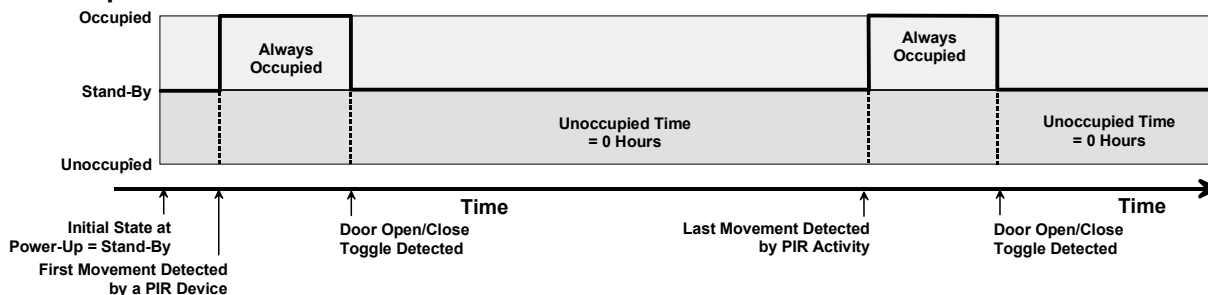 Occupied
Always
Occupied
Always
Occupied
Stand-By
Unoccupied Time
= 0 Hours
Unoccupied Time
= 0 Hours
Unoccupied
Time
Time
Initial State at
Power-Up = Stand-By
First Movement Detected
by a PIR Device
Door Open/Close
Toggle Detected
Last Movement Detected
by PIR Activity
Door Open/Close
Toggle Detected